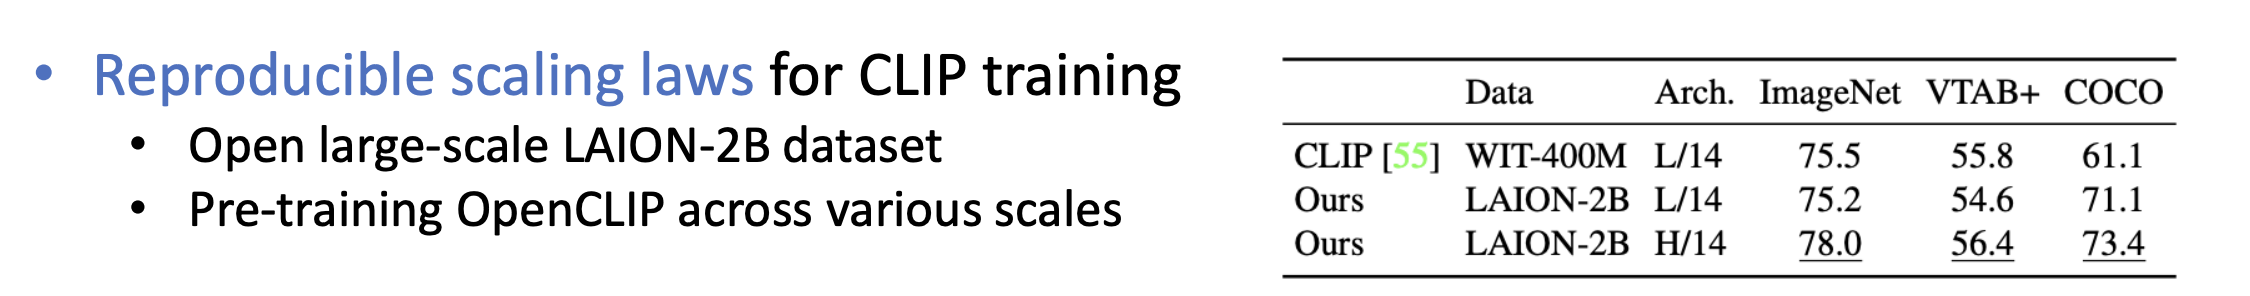 • Reproducible scaling laws for CLIP training
• Open large-scale LAION-2B dataset
• Pre-training OpenCLIP across various scales
Data Arch. ImageNet VTAB+ COCO
CLIP [55] WIT-400M L/14 75.5 55.8 61.1
Ours LAION-2B L/14 75.2 54.6 71.1
Ours LAION-2B H/14 78.0 56.4 73.4